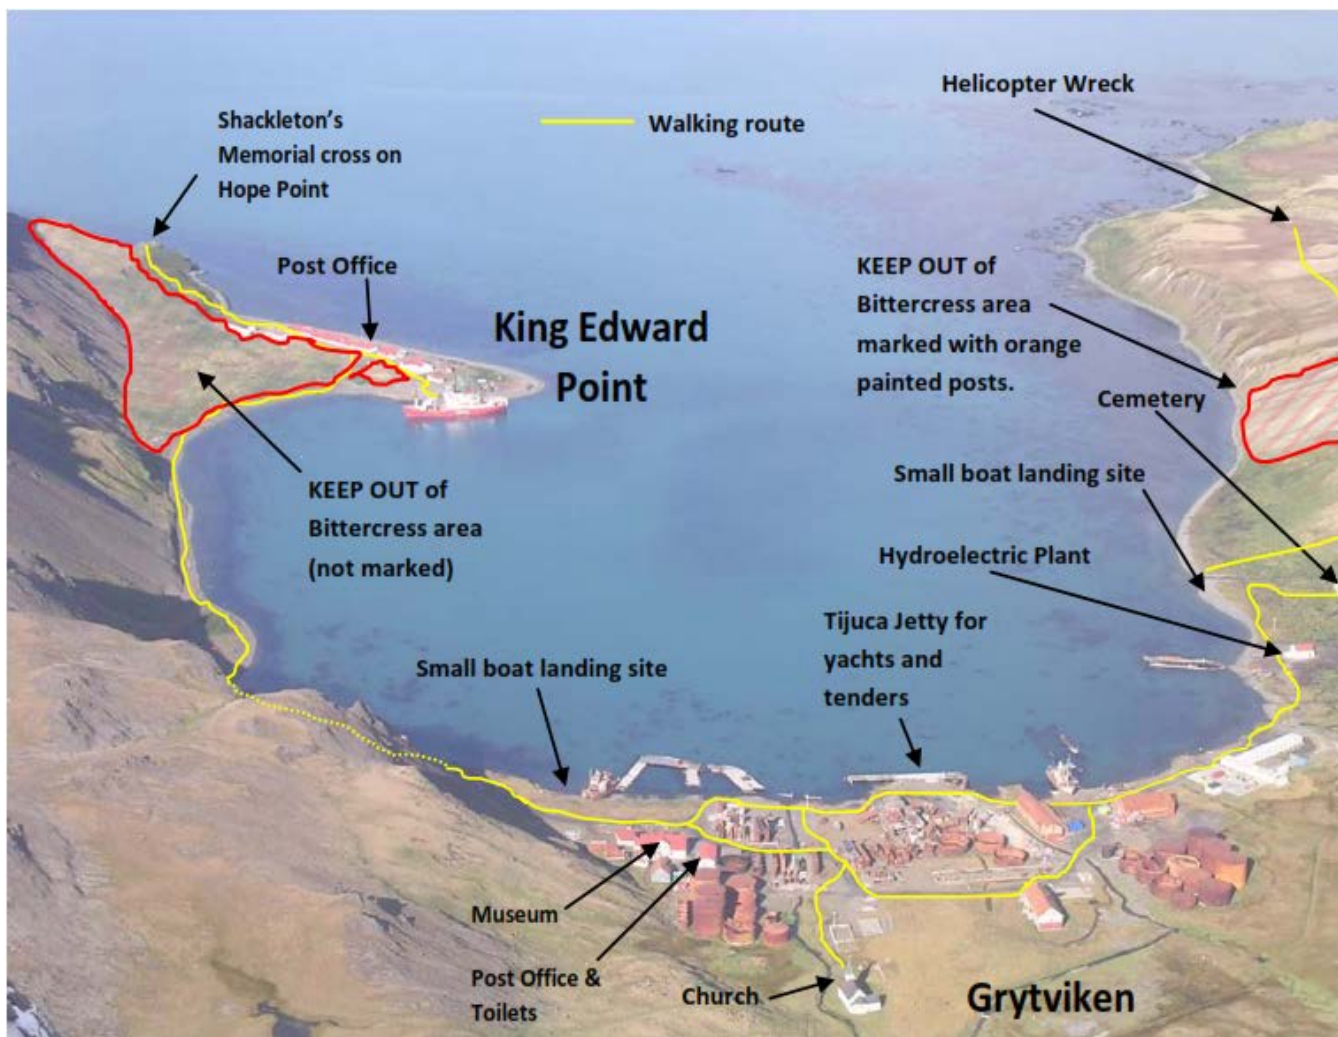 Helicopter Wreck
Shackleton's
Memorial cross on
Hope Point
Walking route
Post Office
KEEP OUT of
Bittercress area
marked with orange
painted posts.
King Edward
Point
Cemetery
Small boat landing site
KEEP OUT of
Bittercress area
(not marked)
Hydroelectric Plant
Tijuca Jetty for
yachts and
tenders
Small boat landing site
Museum
Post Office &
Toilets
Church
Grytviken